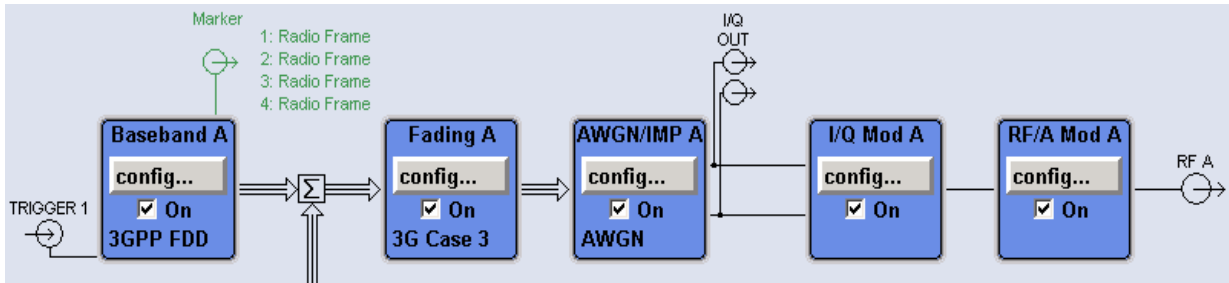 Marker
1: Radio Frame
2: Radio Frame
3: Radio Frame
4: Radio Frame
I/Q
OUT
Baseband A
config...
On
3GPP FDD
TRIGGER 1
Σ
Fading A
config...
On
3G Case 3
AWGN/IMP A
config...
On
AWGN
I/Q Mod A
config...
On
RF/A Mod A
config...
On
RF A